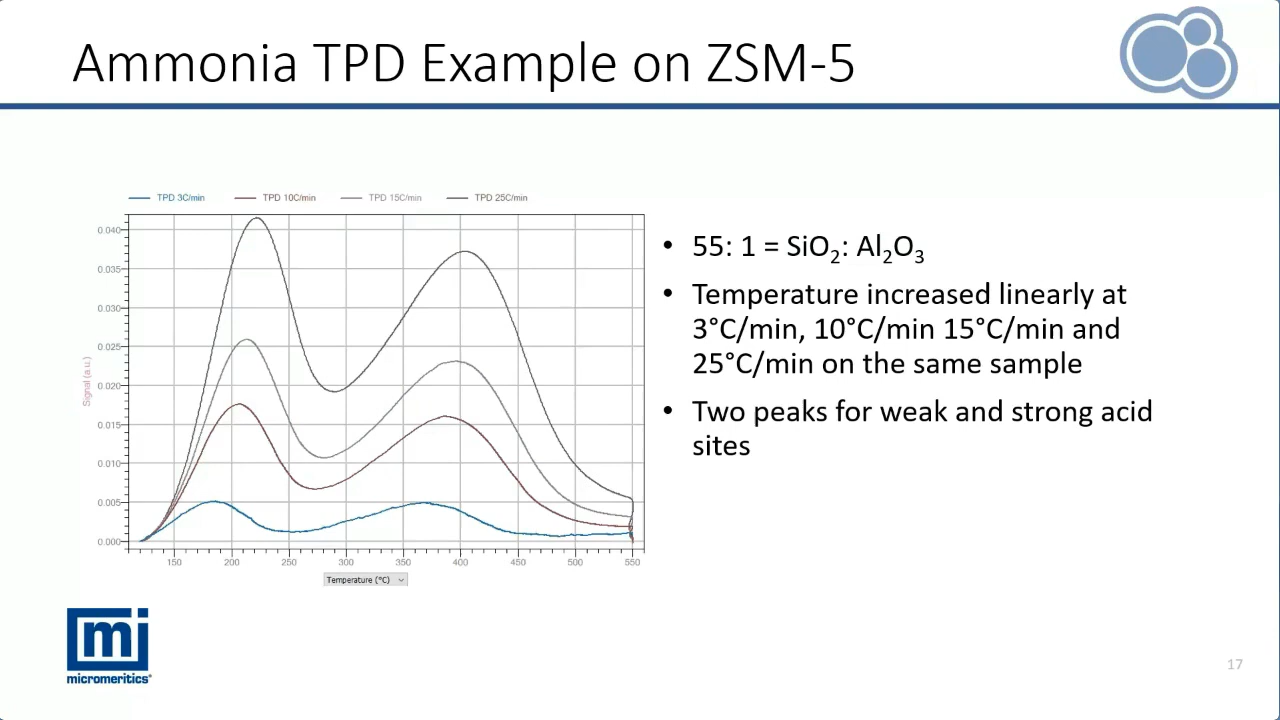 Ammonia TPD Example on ZSM-5
TPD 3C/min TPD 10C/min TPD 15C/min TPD 25C/min
0.040
0.035
0.030
0.025
0.020
0.015
0.010
0.005
0.000
Signal (a.u.)
150 200 250 300 350 400 450 500 550
Temperature (°C)
• 55: 1 = SiO₂: Al₂O₃
• Temperature increased linearly at
3°C/min, 10°C/min 15°C/min and
25°C/min on the same sample
• Two peaks for weak and strong acid
sites
mi
micromeritics®
17